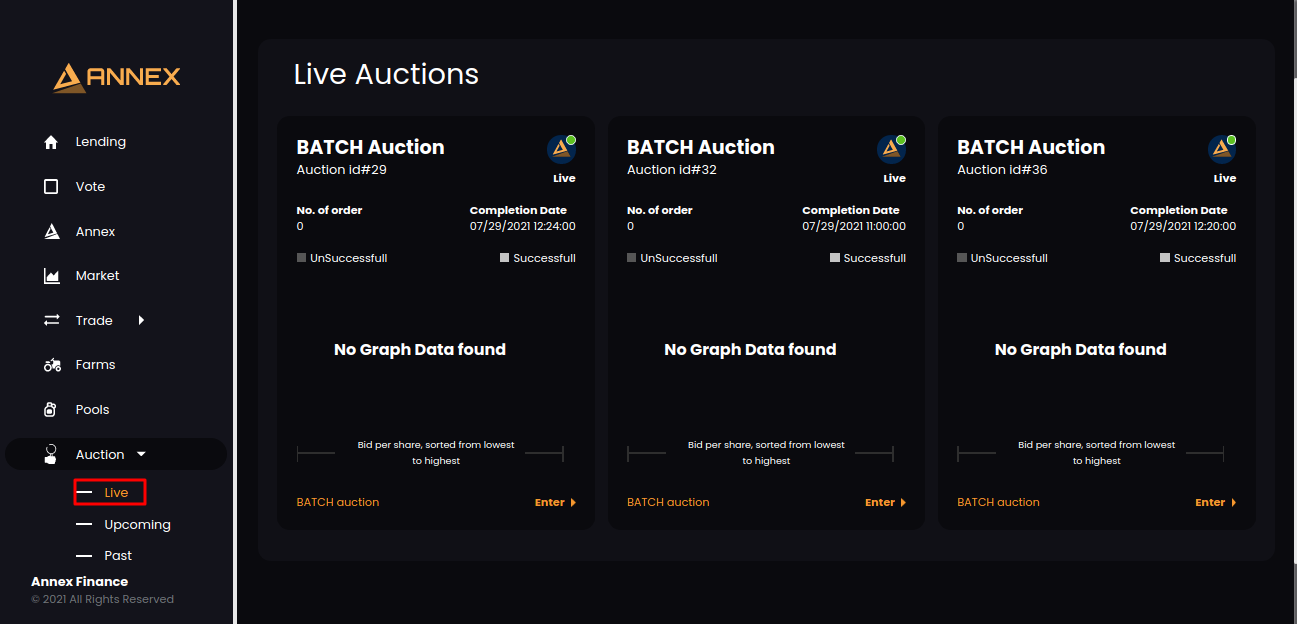 ANNEX
Lending
Vote
Annex
Market
Trade
Farms
Pools
Auction
Live
Upcoming
Past
Annex Finance
© 2021 All Rights Reserved
Live Auctions
BATCH Auction
Auction id#29
Live
No. of order
Completion Date
0
07/29/2021 12:24:00
UnSuccessfull
Successfull
No Graph Data found
Bid per share, sorted from lowest
to highest
BATCH auction
Enter
BATCH Auction
Auction id#32
Live
No. of order
Completion Date
0
07/29/2021 11:00:00
UnSuccessfull
Successfull
No Graph Data found
Bid per share, sorted from lowest
to highest
BATCH auction
Enter
BATCH Auction
Auction id#36
Live
No. of order
Completion Date
0
07/29/2021 12:20:00
UnSuccessfull
Successfull
No Graph Data found
Bid per share, sorted from lowest
to highest
BATCH auction
Enter